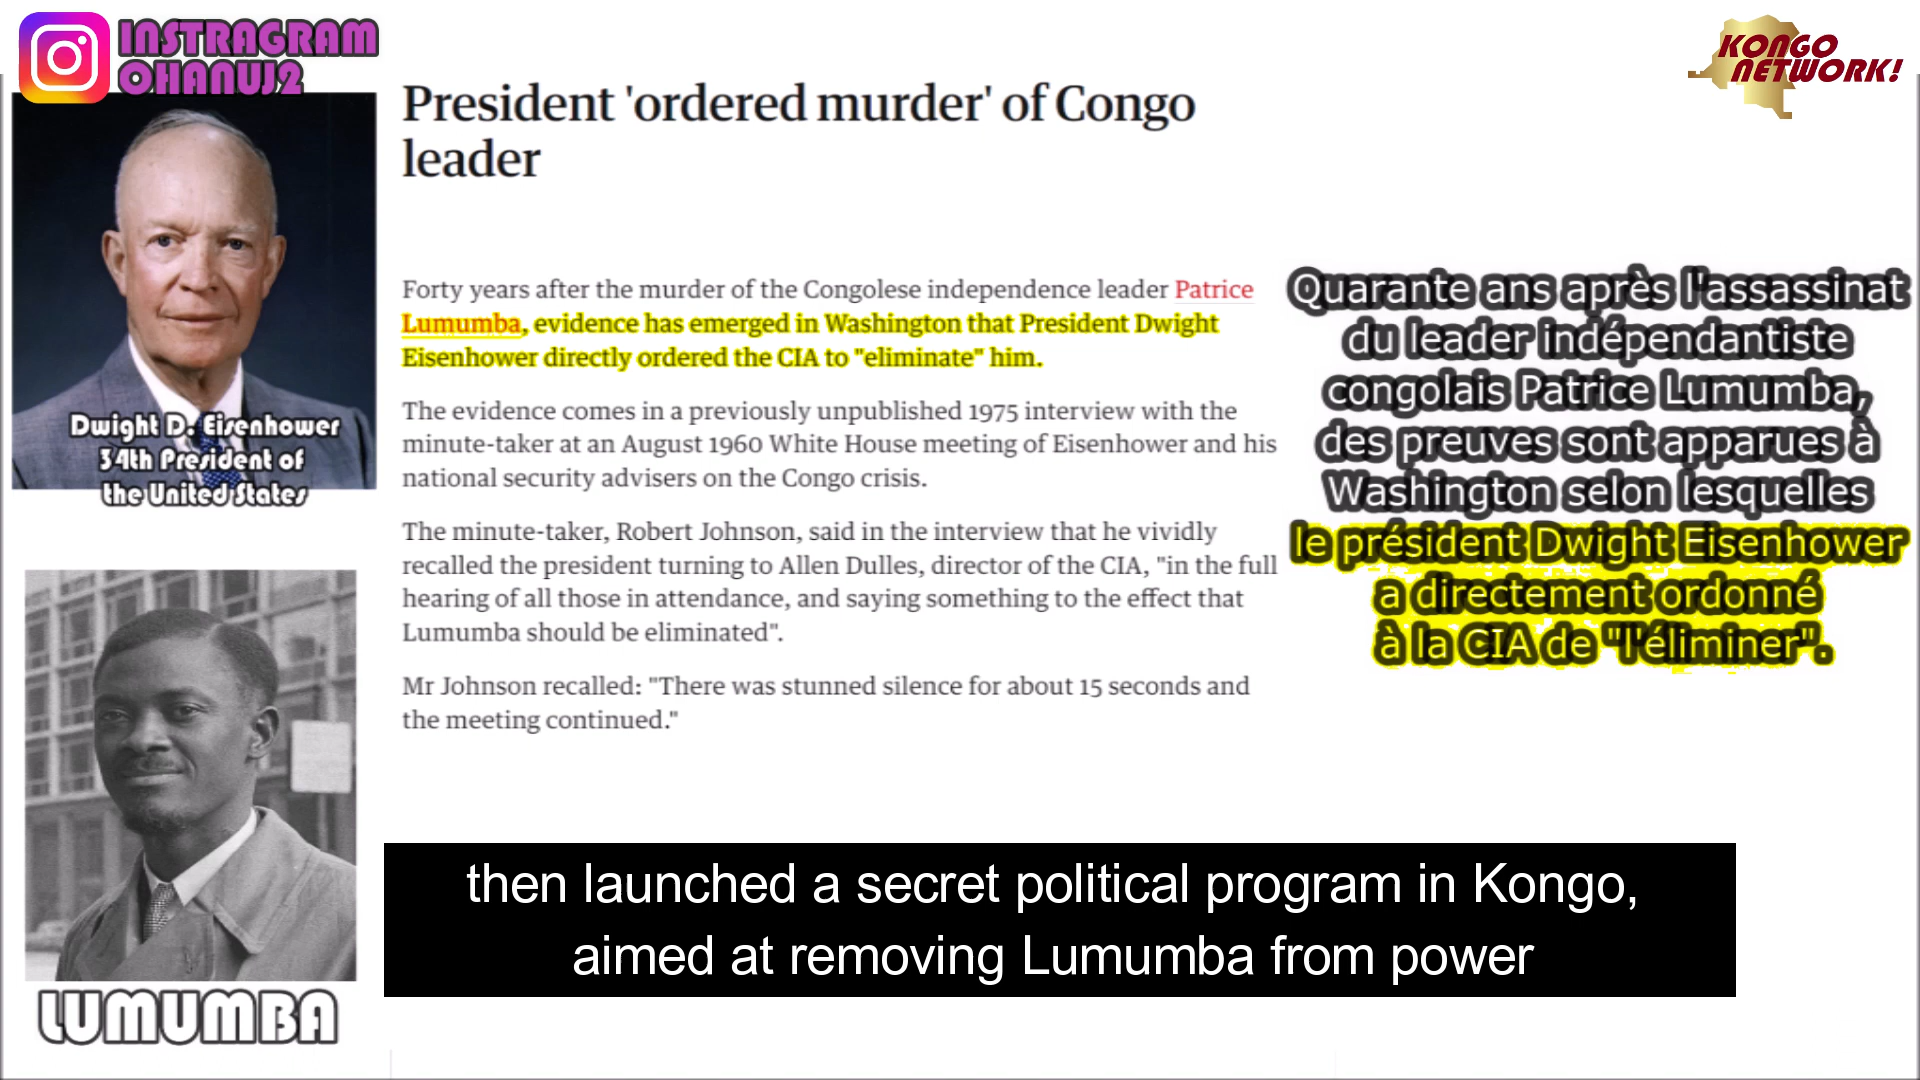 INSTRAGRAM
OHANUJ2
KONGO
NETWORK!
President 'ordered murder' of Congo
leader
Dwight D. Eisenhower
34th President of
the United States
Forty years after the murder of the Congolese independence leader Patrice
Lumumba, evidence has emerged in Washington that President Dwight
Eisenhower directly ordered the CIA to "eliminate" him.
The evidence comes in a previously unpublished 1975 interview with the
minute-taker at an August 1960 White House meeting of Eisenhower and his
national security advisers on the Congo crisis.
The minute-taker, Robert Johnson, said in the interview that he vividly
recalled the president turning to Allen Dulles, director of the CIA, "in the full
hearing of all those in attendance, and saying something to the effect that
Lumumba should be eliminated".
Mr Johnson recalled: "There was stunned silence for about 15 seconds and
the meeting continued."
Quarante ans après l'assassinat
du leader indépendantiste
congolais Patrice Lumumba,
des preuves sont apparues à
Washington selon lesquelles
le président Dwight Eisenhower
a directement ordonné
à la CIA de "l'éliminer".
LUMUMBA
then launched a secret political program in Kongo,
aimed at removing Lumumba from power